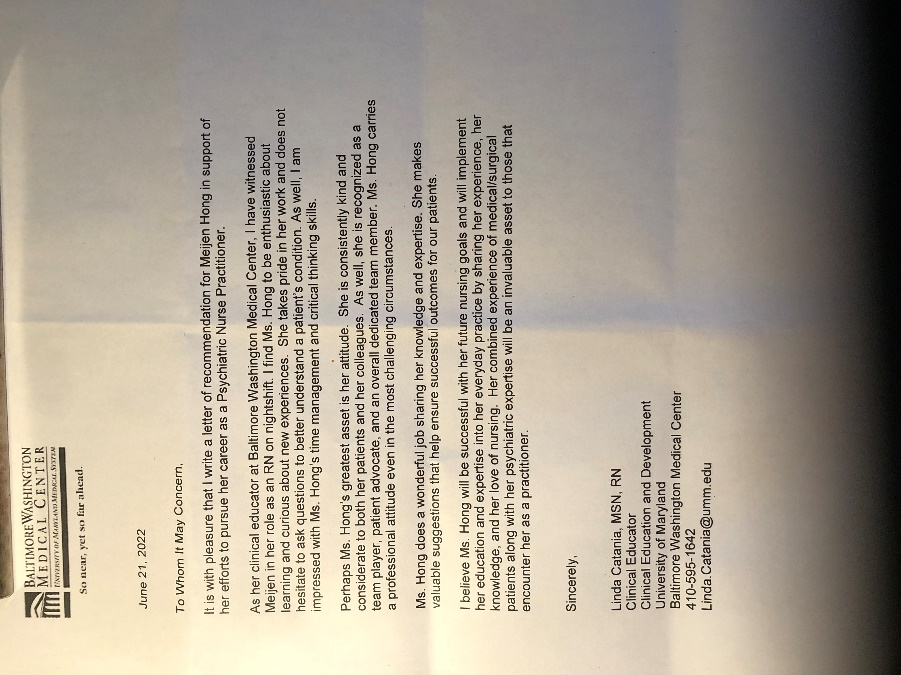 BALTIMORE WASHINGTON
MEDICAL CENTER
UNIVERSITY OF MARYLAND MEDICAL SYSTEM
So near, yet so far ahead.
June 21, 2022
To Whom It May Concern,
It is with pleasure that I write a letter of recommendation for Meijen Hong in support of
her efforts to pursue her career as a Psychiatric Nurse Practitioner.
As her clinical educator at Baltimore Washington Medical Center, I have witnessed
Meijen in her role as an RN on nightshift. I find Ms. Hong to be enthusiastic about
learning and curious about new experiences. She takes pride in her work and does not
hesitate to ask questions to better understand a patient's condition. As well, I am
impressed with Ms. Hong's time management and critical thinking skills.
Perhaps Ms. Hong's greatest asset is her attitude. She is consistently kind and
considerate to both her patients and her colleagues. As well, she is recognized as a
team player, patient advocate, and an overall dedicated team member. Ms. Hong carries
a professional attitude even in the most challenging circumstances.
Ms. Hong does a wonderful job sharing her knowledge and expertise. She makes
valuable suggestions that help ensure successful outcomes for our patients.
I believe Ms. Hong will be successful with her future nursing goals and will implement
her education and expertise into her everyday practice by sharing her experience, her
knowledge, and her love of nursing. Her combined experience of medical/surgical
patients along with her psychiatric expertise will be an invaluable asset to those that
encounter her as a practitioner.
Sincerely,
Linda Catania, MSN, RN
Clinical Educator
Clinical Education and Development
University of Maryland
Baltimore Washington Medical Center
410-595-1642
Linda.Catania@umm.edu